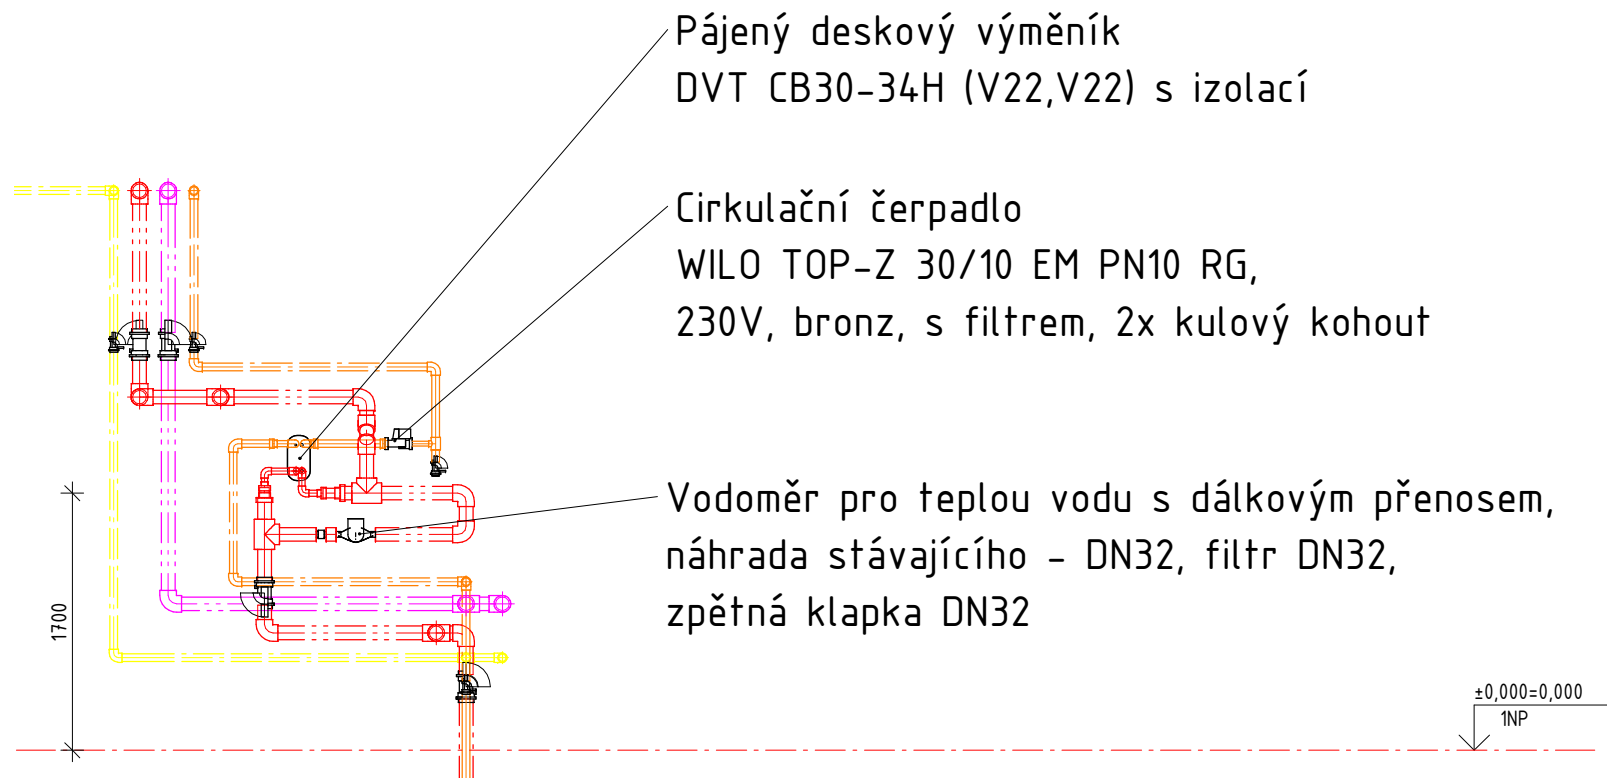 Pájený deskový výměník
DVT CB30-34H (V22,V22) s izolací
Cirkulační čerpadlo
WILO TOP-Z 30/10 EM PN10 RG,
230V, bronz, s filtrem, 2x kulový kohout
Vodoměr pro teplou vodu s dálkovým přenosem,
náhrada stávajícího - DN32, filtr DN32,
zpětná klapka DN32
1700
±0,000=0,000
1NP